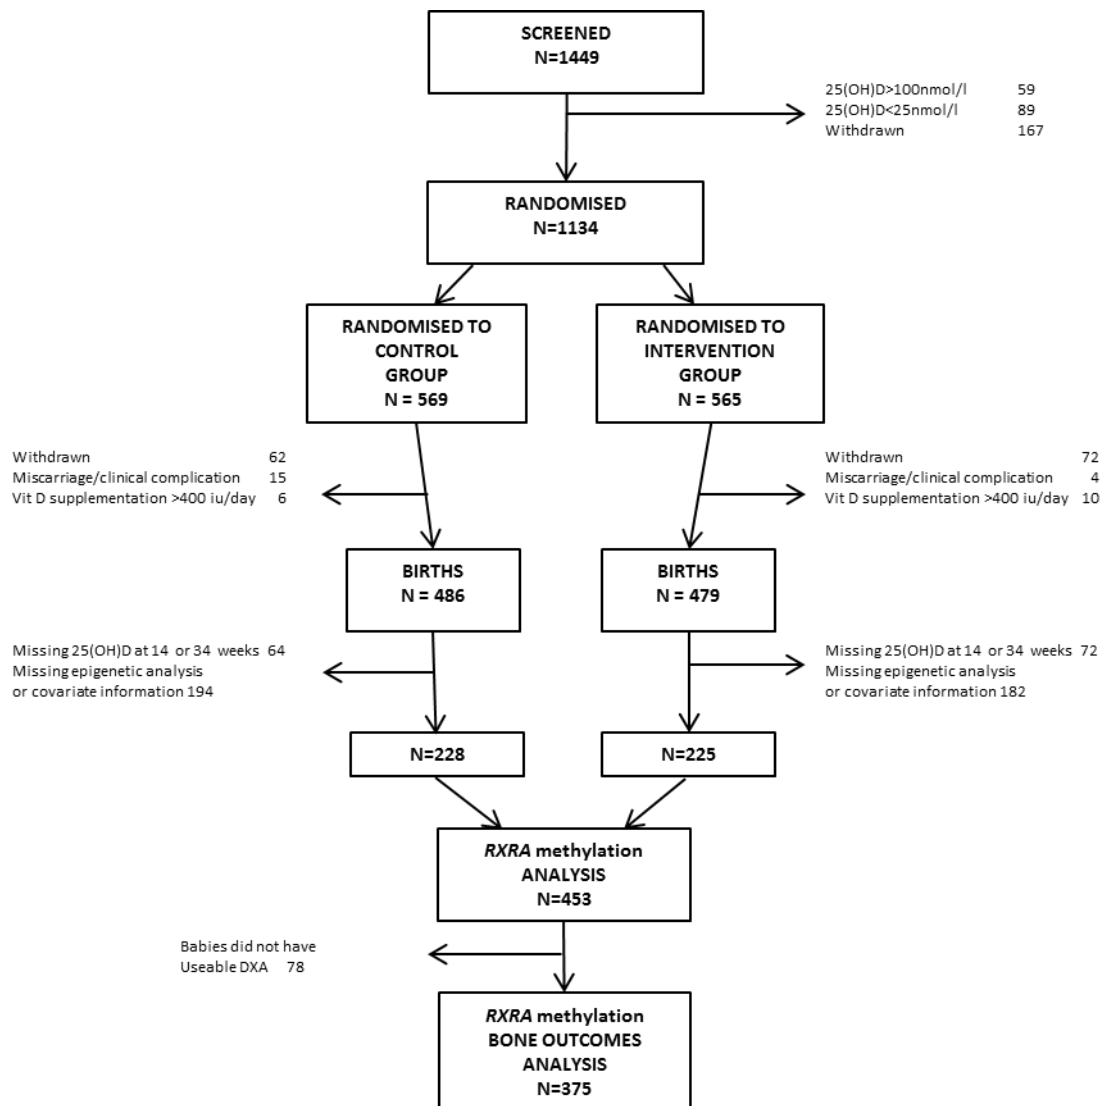 SCREENED
N=1449
25(OH)D>100nmol/l 59
25(OH)D<25nmol/l 89
Withdrawn 167
RANDOMISED
N=1134
RANDOMISED TO
CONTROL
GROUP
N = 569
RANDOMISED TO
INTERVENTION
GROUP
N = 565
Withdrawn 62
Miscarriage/clinical complication 15
Vit D supplementation >400 iu/day 6
Withdrawn 72
Miscarriage/clinical complication 4
Vit D supplementation >400 iu/day 10
BIRTHS
N = 486
BIRTHS
N = 479
Missing 25(OH)D at 14 or 34 weeks 64
Missing epigenetic analysis
or covariate information 194
Missing 25(OH)D at 14 or 34 weeks 72
Missing epigenetic analysis
or covariate information 182
N=228
N=225
RXRA methylation
ANALYSIS
N=453
Babies did not have
Useable DXA 78
RXRA methylation
BONE OUTCOMES
ANALYSIS
N=375